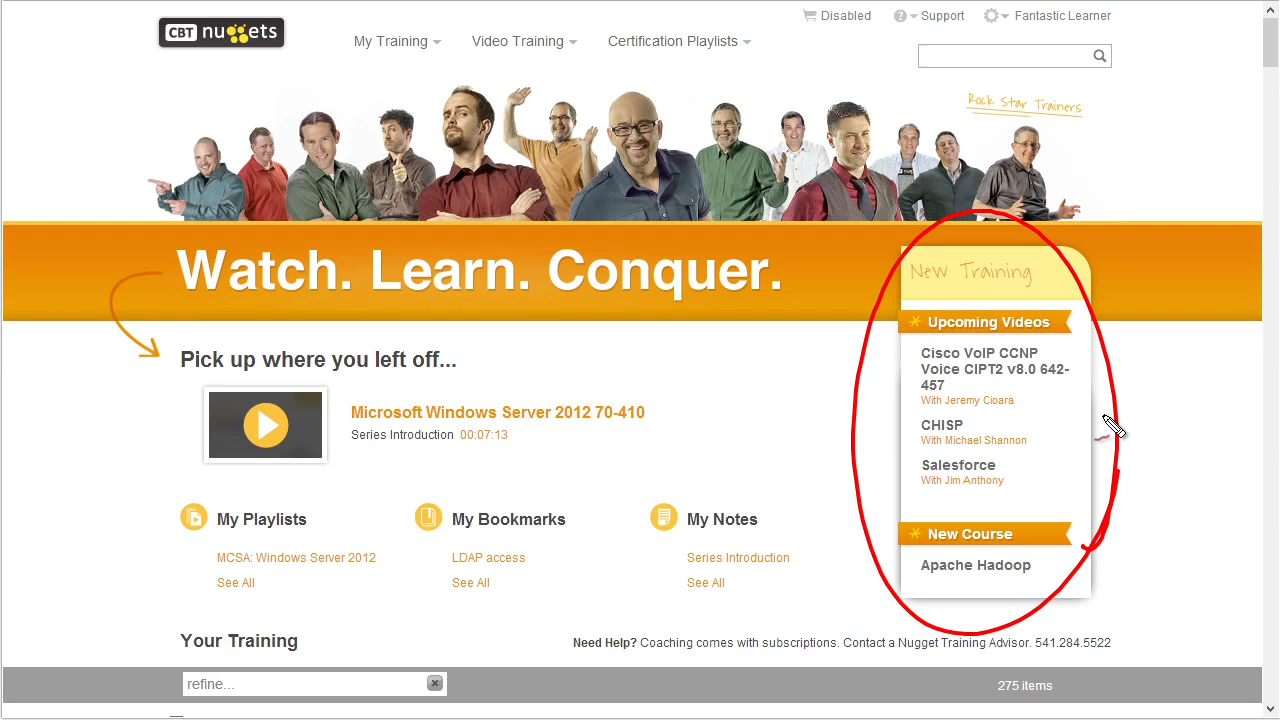 Disabled Support Fantastic Learner
CBT nuggets
My Training Video Training Certification Playlists
Rock Star Trainers
Watch. Learn. Conquer.
New Training
Upcoming Videos
Cisco VoIP CCNP
Voice CIPT2 v8.0 642-
457
With Jeremy Cioara
CHISP
With Michael Shannon
Salesforce
With Jim Anthony
New Course
Apache Hadoop
Pick up where you left off...
Microsoft Windows Server 2012 70-410
Series Introduction 00:07:13
My Playlists
MCSA: Windows Server 2012
See All
My Bookmarks
LDAP access
See All
My Notes
Series Introduction
See All
Your Training
Need Help? Coaching comes with subscriptions. Contact a Nugget Training Advisor. 541.284.5522
refine...
275 items